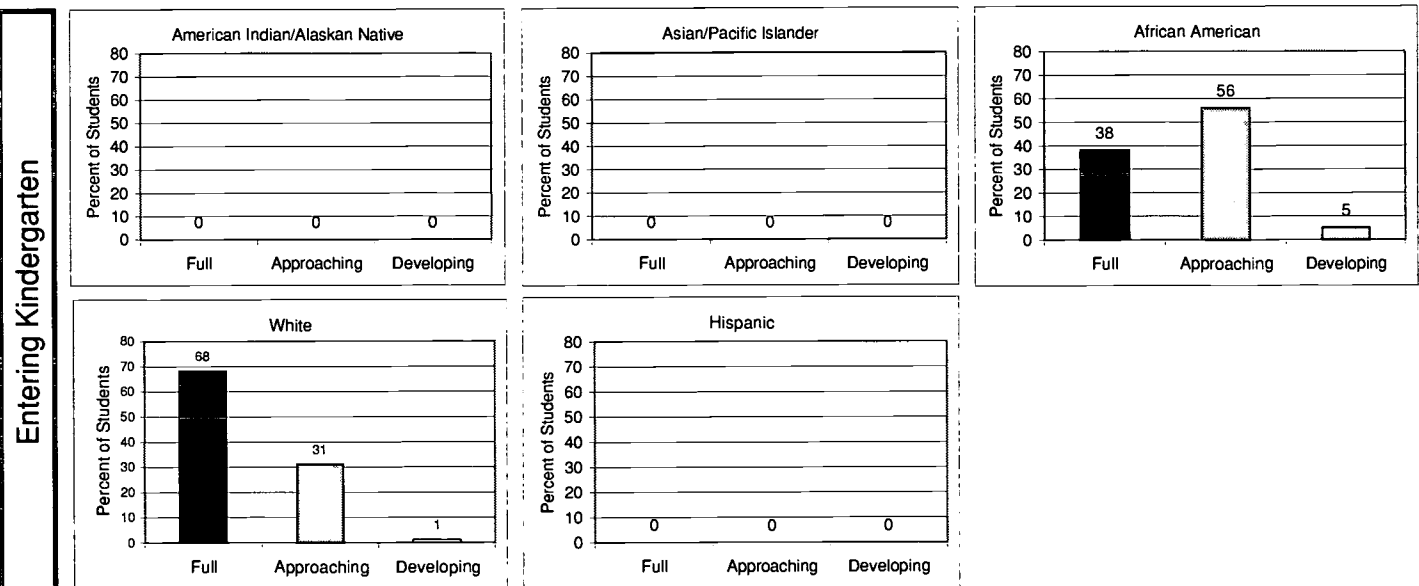 Entering Kindergarten
American Indian/Alaskan Native
Percent of Students
80
70
60
50
40
30
20
10
0
0 0 0
Full Approaching Developing
Asian/Pacific Islander
Percent of Students
80
70
60
50
40
30
20
10
0
0 0 0
Full Approaching Developing
African American
Percent of Students
80
70
60
50
40
30
20
10
0
38 56 5
Full Approaching Developing
White
Percent of Students
80
70
60
50
40
30
20
10
0
68 31 1
Full Approaching Developing
Hispanic
Percent of Students
80
70
60
50
40
30
20
10
0
0 0 0
Full Approaching Developing